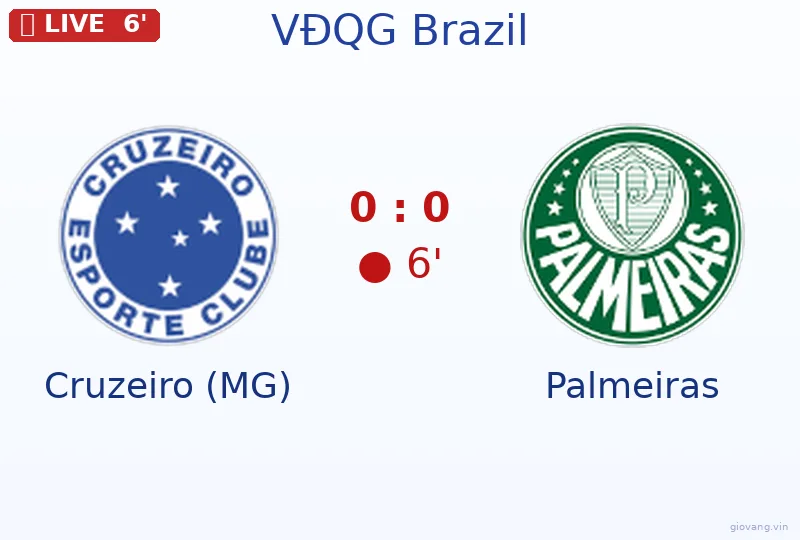 LIVE 6'
VĐQG Brazil
CRUZEIRO
ESPORTE CLUBE
0 : 0
● 6'
P
PALMEIRAS
Cruzeiro (MG)
Palmeiras
giovang.vin